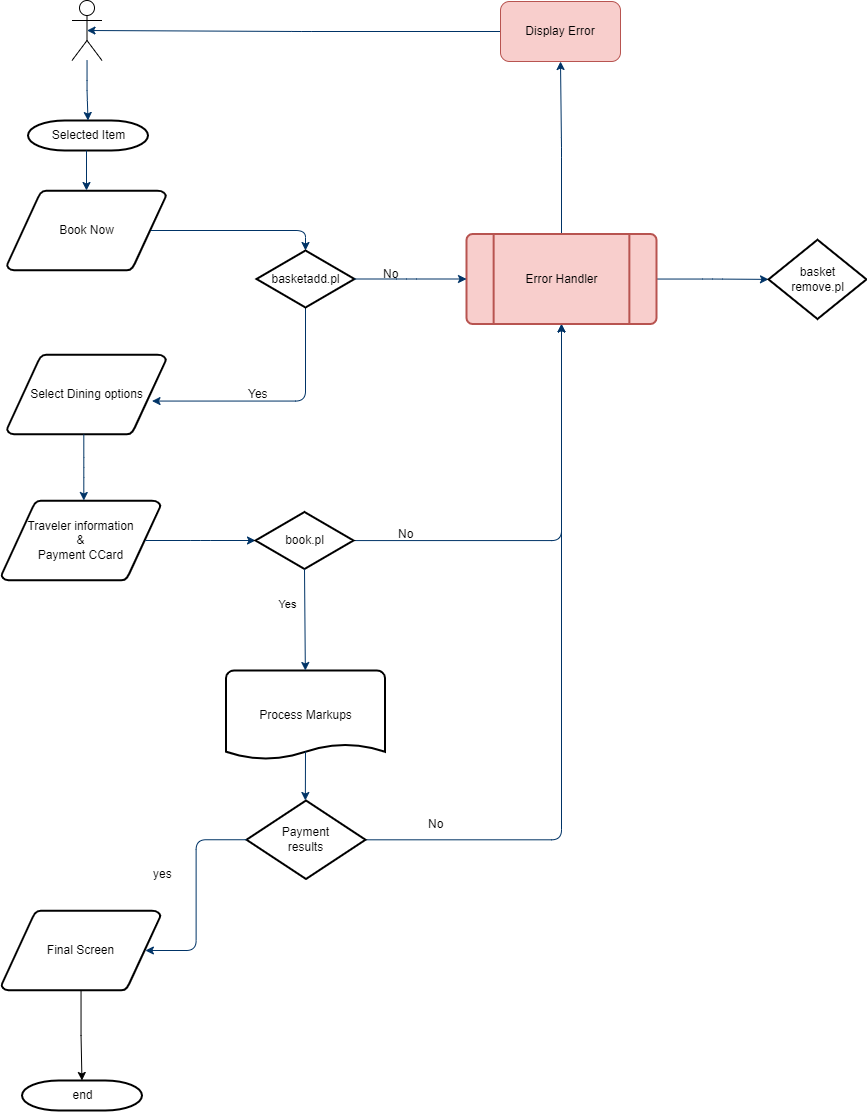 Display Error
Selected Item
Book Now
basketadd.pl
No
Error Handler
basket
remove.pl
Select Dining options
Yes
Traveler information
&
Payment CCard
book.pl
No
Yes
Process Markups
Payment
results
No
yes
Final Screen
end